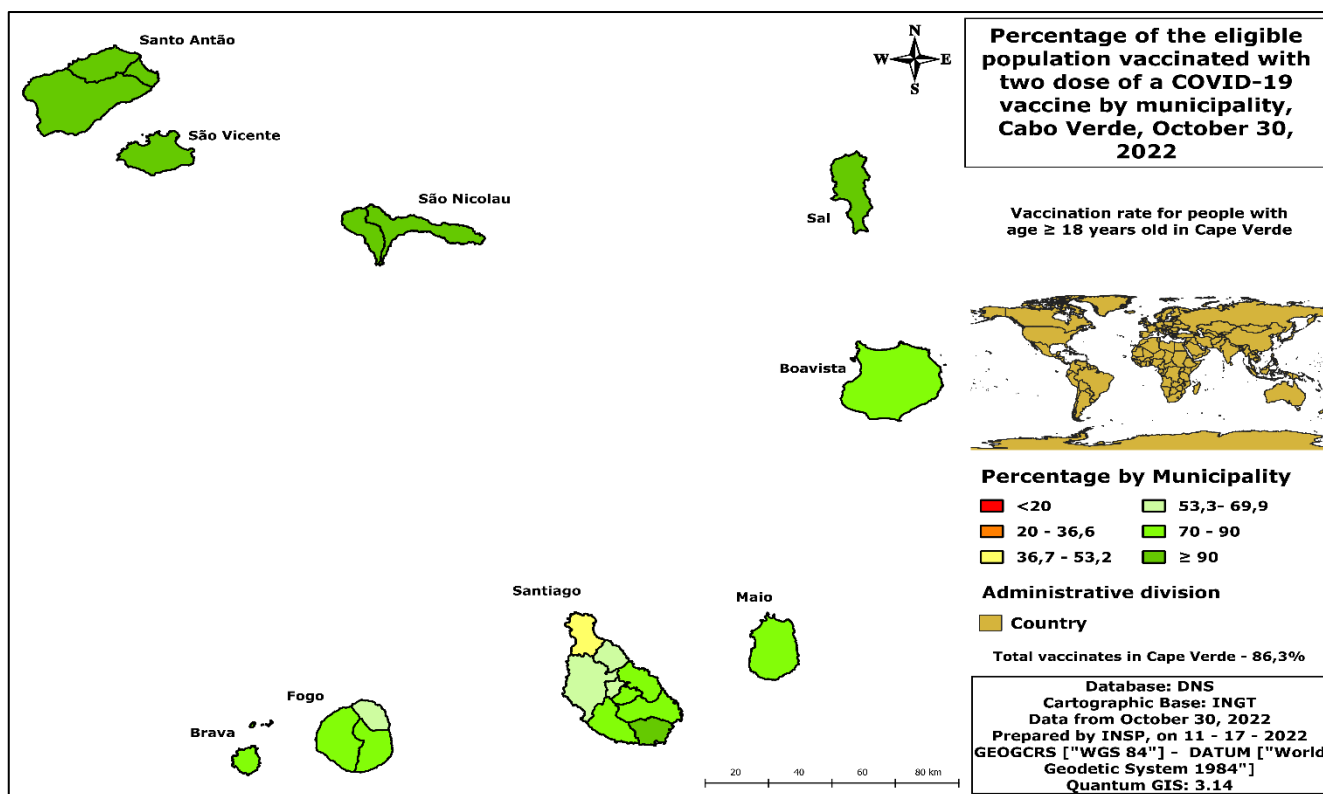 Santo Antão
São Vicente
São Nicolau
Sal
Boavista
Santiago
Maio
Fogo
Brava
N
W E
S
20 40 60 80 km
Percentage of the eligible
population vaccinated with
two dose of a COVID-19
vaccine by municipality,
Cabo Verde, October 30,
2022
Vaccination rate for people with
age ≥ 18 years old in Cape Verde
Percentage by Municipality
<20
20 - 36,6
36,7 - 53,2
53,3- 69,9
70 - 90
≥ 90
Administrative division
Country
Total vaccinates in Cape Verde - 86,3%
Database: DNS
Cartographic Base: INGT
Data from October 30, 2022
Prepared by INSP, on 11 - 17 - 2022
GEOGCRS ["WGS 84"] - DATUM ["World
Geodetic System 1984"]
Quantum GIS: 3.14